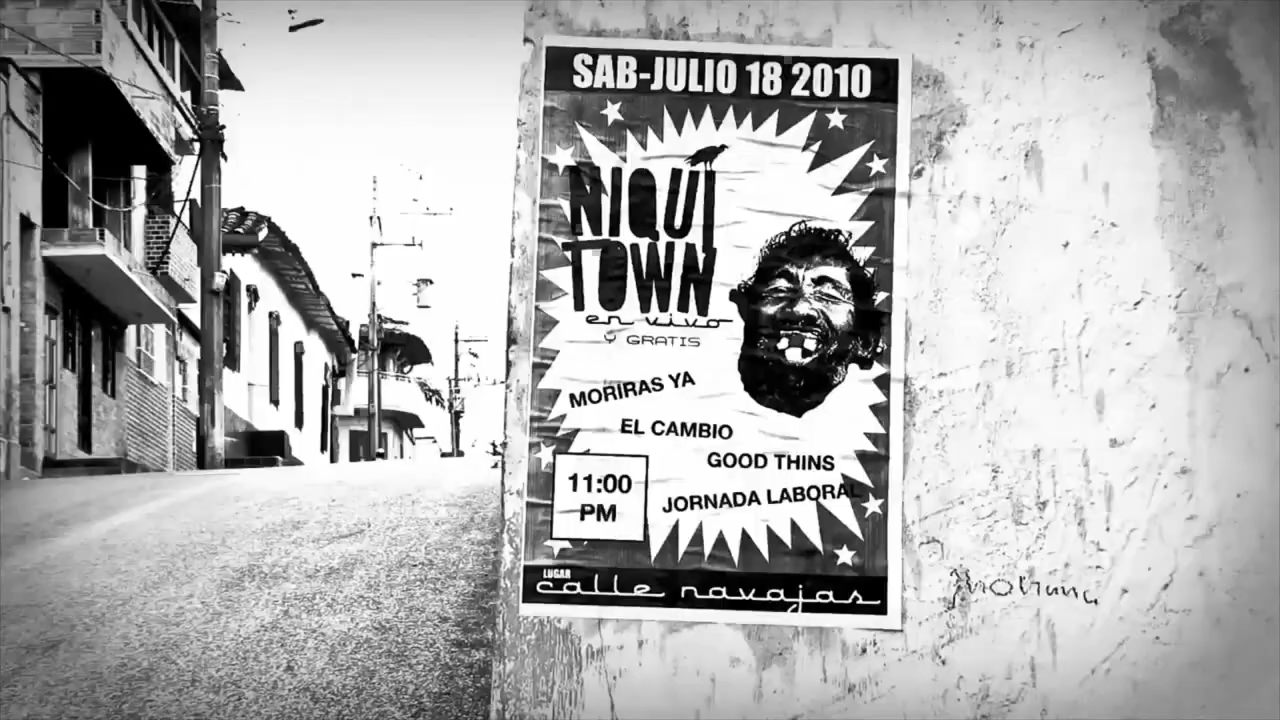 SAB-JULIO 18 2010
NIQUI
TOWN
en vivo
Y GRATIS
MORIRAS YA
EL CAMBIO
GOOD THINS
JORNADA LABORAL
11:00
PM
LUGAR
calle navajas